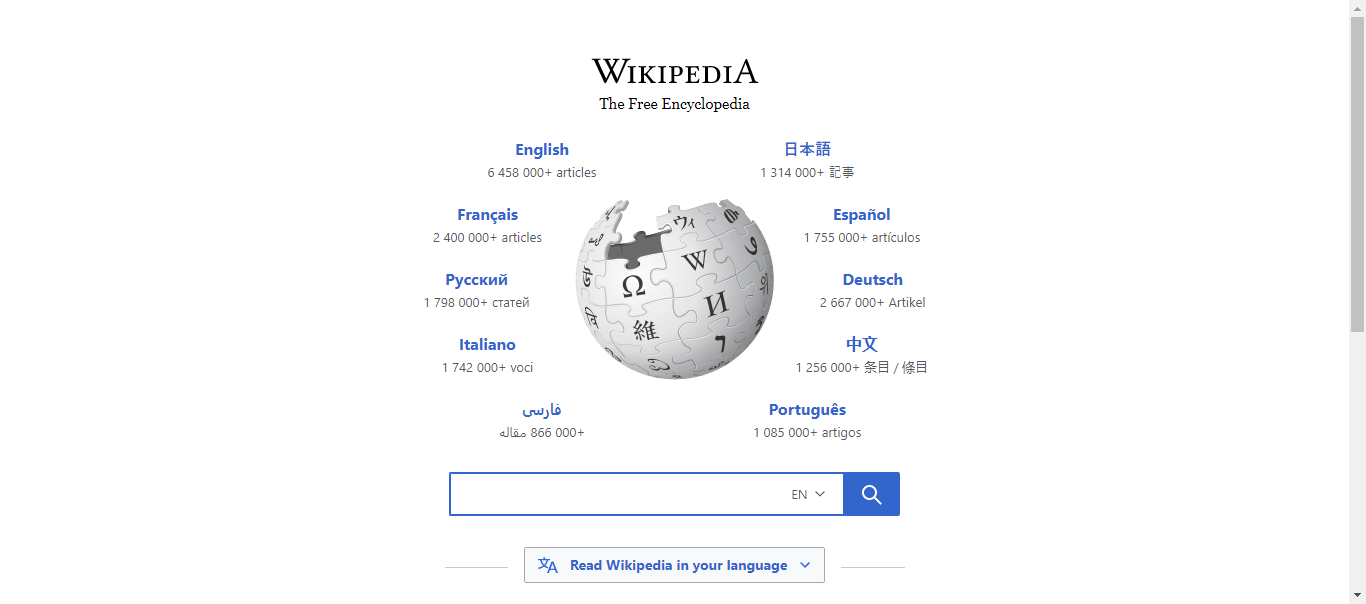 WIKIPEDIA
The Free Encyclopedia
English
6 458 000+ articles
日本語
1 314 000+ 記事
Français
2 400 000+ articles
Español
1 755 000+ artículos
Русский
1 798 000+ статей
Deutsch
2 667 000+ Artikel
Italiano
1 742 000+ voci
中文
1 256 000+ 条目 / 條目
فارسی
866 000+ مقاله
Português
1 085 000+ artigos
Ω
W
И
維
ウィ
EN
Read Wikipedia in your language